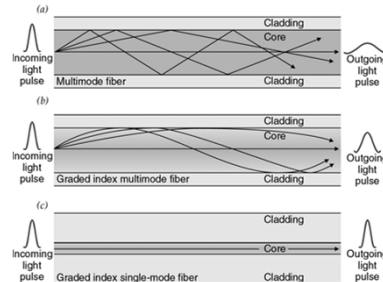 (a)
Cladding
Core
Incoming
light
pulse
Multimode fiber
Cladding
Outgoing
light
pulse
(b)
Cladding
Core
Incoming
light
pulse
Graded index multimode fiber
Cladding
Outgoing
light
pulse
(c)
Cladding
Core
Incoming
light
pulse
Graded index single-mode fiber
Cladding
Outgoing
light
pulse